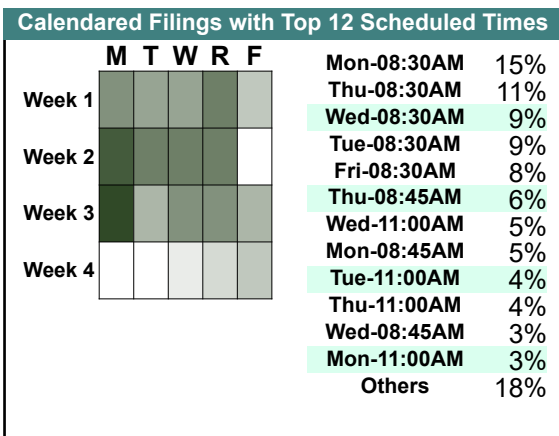 Calendared Filings with Top 12 Scheduled Times
M T W R F
Week 1
Week 2
Week 3
Week 4
Mon-08:30AM 15%
Thu-08:30AM 11%
Wed-08:30AM 9%
Tue-08:30AM 9%
Fri-08:30AM 8%
Thu-08:45AM 6%
Wed-11:00AM 5%
Mon-08:45AM 5%
Tue-11:00AM 4%
Thu-11:00AM 4%
Wed-08:45AM 3%
Mon-11:00AM 3%
Others 18%